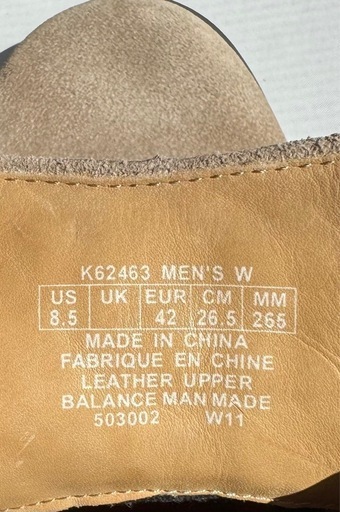 K62463 MEN'S W
US UK EUR CM MM
8.5 42 26.5 265
MADE IN CHINA
FABRIQUE EN CHINE
LEATHER UPPER
BALANCE MAN MADE
503002 W11